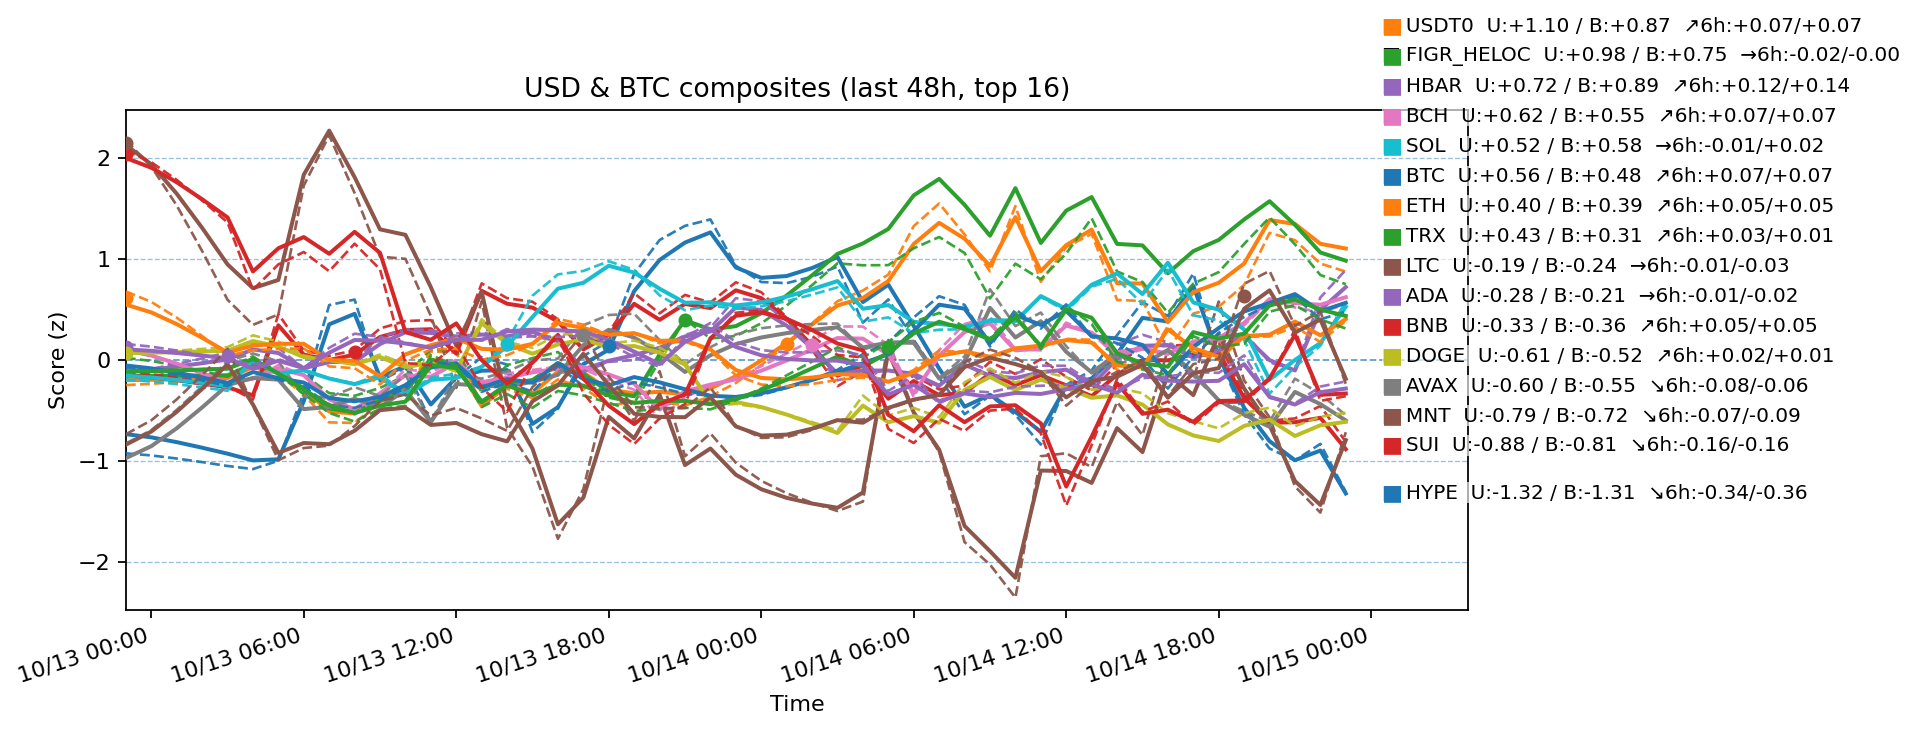 USD & BTC composites (last 48h, top 16)
USDT0 U:+1.10 / B:+0.87 ↗6h:+0.07/+0.07
FIGR_HELOC U:+0.98 / B:+0.75 →6h:-0.02/-0.00
HBAR U:+0.72 / B:+0.89 ↗6h:+0.12/+0.14
BCH U:+0.62 / B:+0.55 ↗6h:+0.07/+0.07
SOL U:+0.52 / B:+0.58 →6h:-0.01/+0.02
BTC U:+0.56 / B:+0.48 ↗6h:+0.07/+0.07
ETH U:+0.40 / B:+0.39 ↗6h:+0.05/+0.05
TRX U:+0.43 / B:+0.31 ↗6h:+0.03/+0.01
LTC U:-0.19 / B:-0.24 →6h:-0.01/-0.03
ADA U:-0.28 / B:-0.21 →6h:-0.01/-0.02
BNB U:-0.33 / B:-0.36 ↗6h:+0.05/+0.05
DOGE U:-0.61 / B:-0.52 ↗6h:+0.02/+0.01
AVAX U:-0.60 / B:-0.55 ↘6h:-0.08/-0.06
MNT U:-0.79 / B:-0.72 ↘6h:-0.07/-0.09
SUI U:-0.88 / B:-0.81 ↘6h:-0.16/-0.16
HYPE U:-1.32 / B:-1.31 ↘6h:-0.34/-0.36
Score (z)
2
1
0
−1
−2
10/13 00:00
10/13 06:00
10/13 12:00
10/13 18:00
10/14 00:00
10/14 06:00
10/14 12:00
10/14 18:00
10/15 00:00
Time